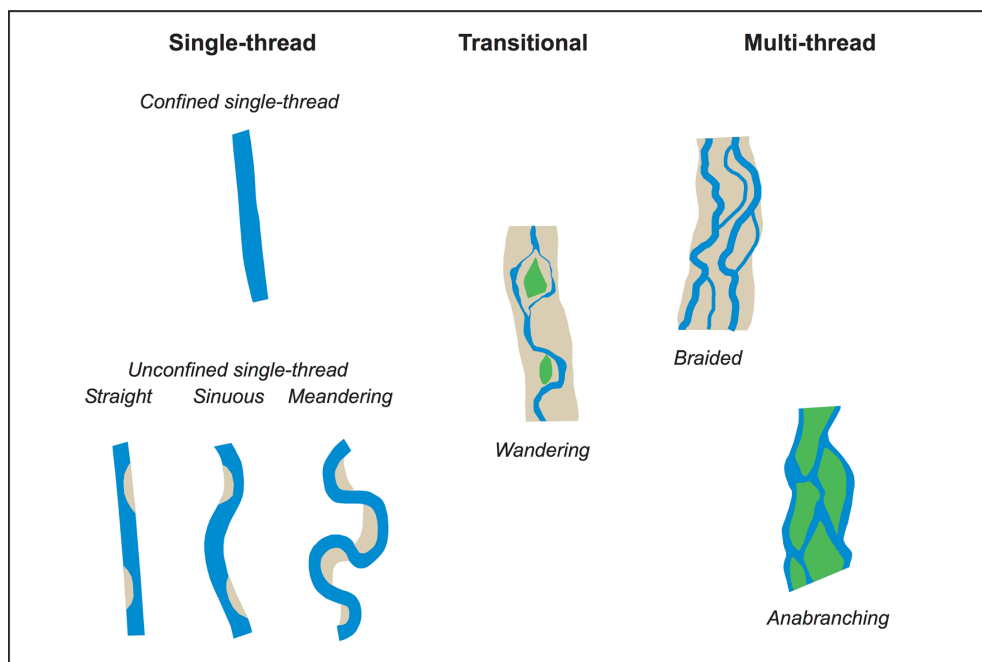 Single-thread
Transitional
Multi-thread
Confined single-thread
Unconfined single-thread
Straight
Sinuous
Meandering
Wandering
Braided
Anabranching